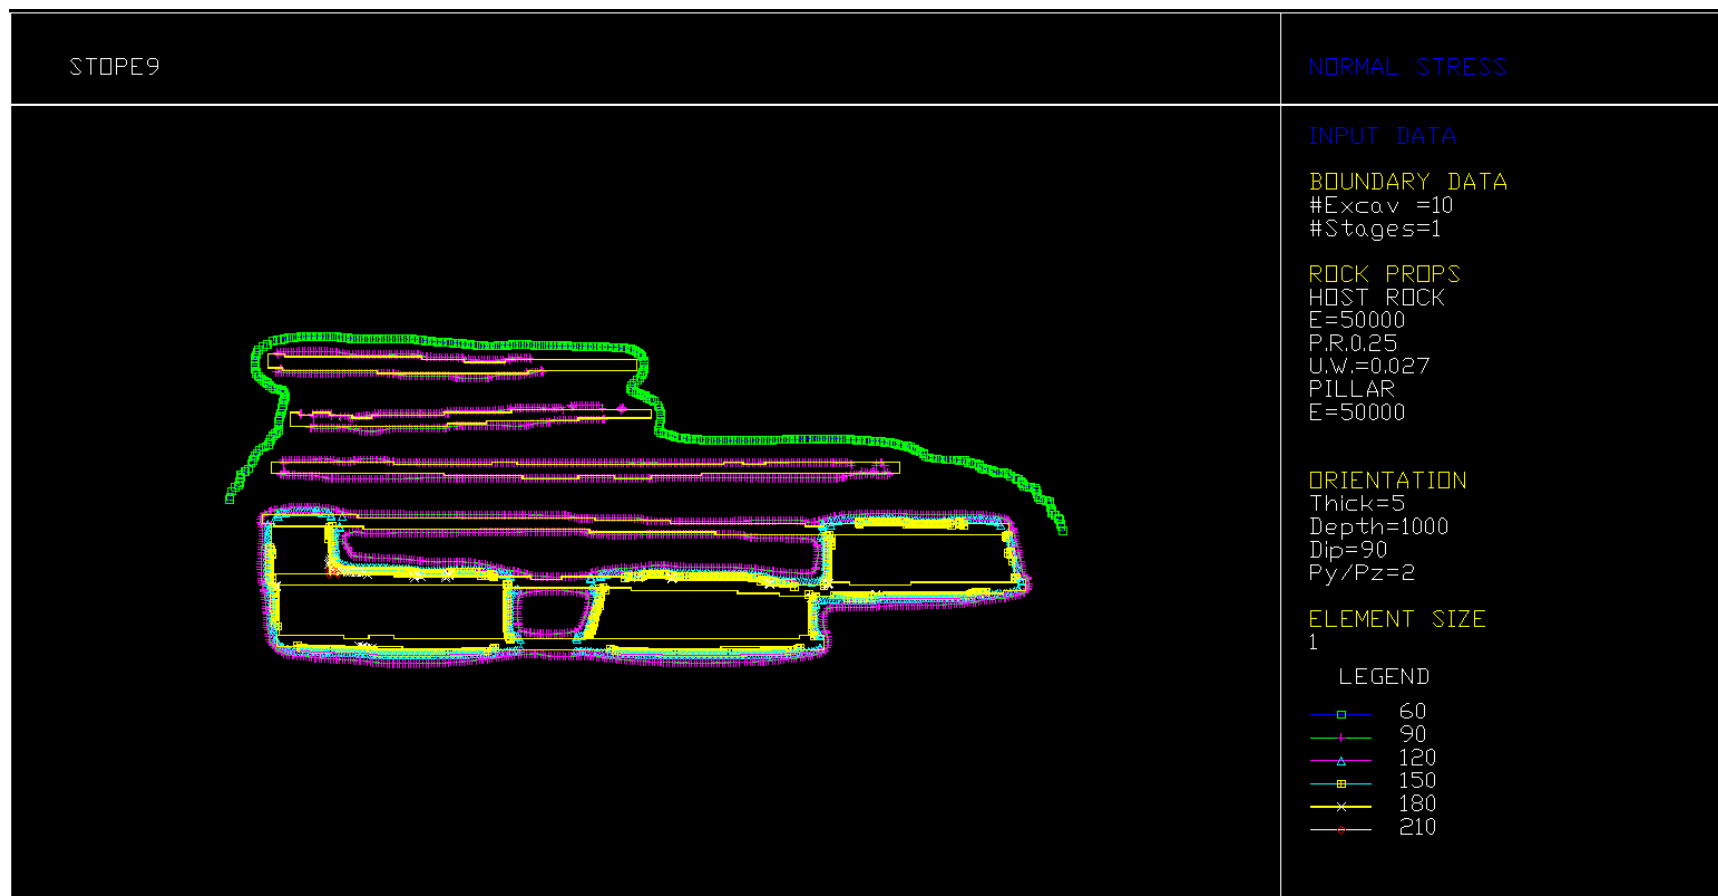 STOPE9
NORMAL STRESS
INPUT DATA
BOUNDARY DATA
#Excav =10
#Stages=1
ROCK PROPS
HOST ROCK
E=50000
P.R.0.25
U.W.=0.027
PILLAR
E=50000
ORIENTATION
Thick=5
Depth=1000
Dip=90
Py/Pz=2
ELEMENT SIZE
1
LEGEND
60
90
120
150
180
210